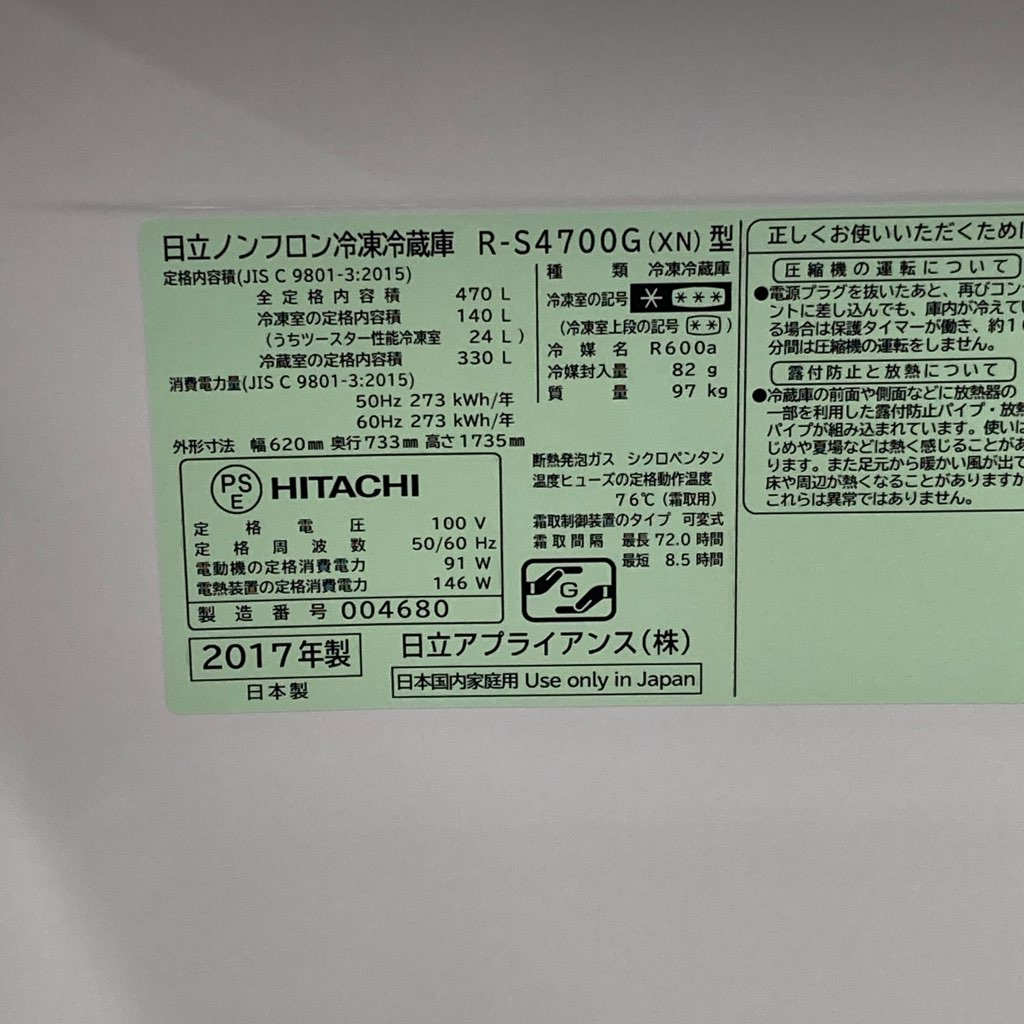 日立ノンフロン冷凍冷蔵庫 R-S4700G(XN)型
定格内容積(JIS C 9801-3:2015)
全定格内容積 470 L
冷凍室の定格内容積 140 L
(うちツースター性能冷凍室 24 L)
冷蔵室の定格内容積 330 L
消費電力量(JIS C 9801-3:2015)
50Hz 273 kWh/年
60Hz 273 kWh/年
外形寸法 幅620mm 奥行733mm 高さ1735mm
PS
E
HITACHI
定格電圧 100 V
定格周波数 50/60 Hz
電動機の定格消費電力 91 W
電熱装置の定格消費電力 146 W
製造番号 004680
2017年製
日本製
種類 冷凍冷蔵庫
冷凍室の記号 * ***
(冷凍室上段の記号 **)
冷媒名 R600a
冷媒封入量 82 g
質量 97 kg
断熱発泡ガス シクロペンタン
温度ヒューズの定格動作温度
76℃(霜取用)
霜取制御装置のタイプ 可変式
霜取間隔 最長 72.0 時間
最短 8.5 時間
G
日立アプライアンス(株)
日本国内家庭用 Use only in Japan
正しくお使いいただくため
圧縮機の運転について
●電源プラグを抜いたあと、再びコン
ントに差し込んでも、庫内が冷えて
る場合は保護タイマーが働き、約1
分間は圧縮機の運転をしません。
露付防止と放熱について
●冷蔵庫の前面や側面などに放熱器の
一部を利用した露付防止パイプ・放
パイプが組み込まれています。使い
じめや夏場などは熱く感じることが
ります。また足元から暖かい風が出て
床や周辺が熱くなることがありますか
これらは異常ではありません。